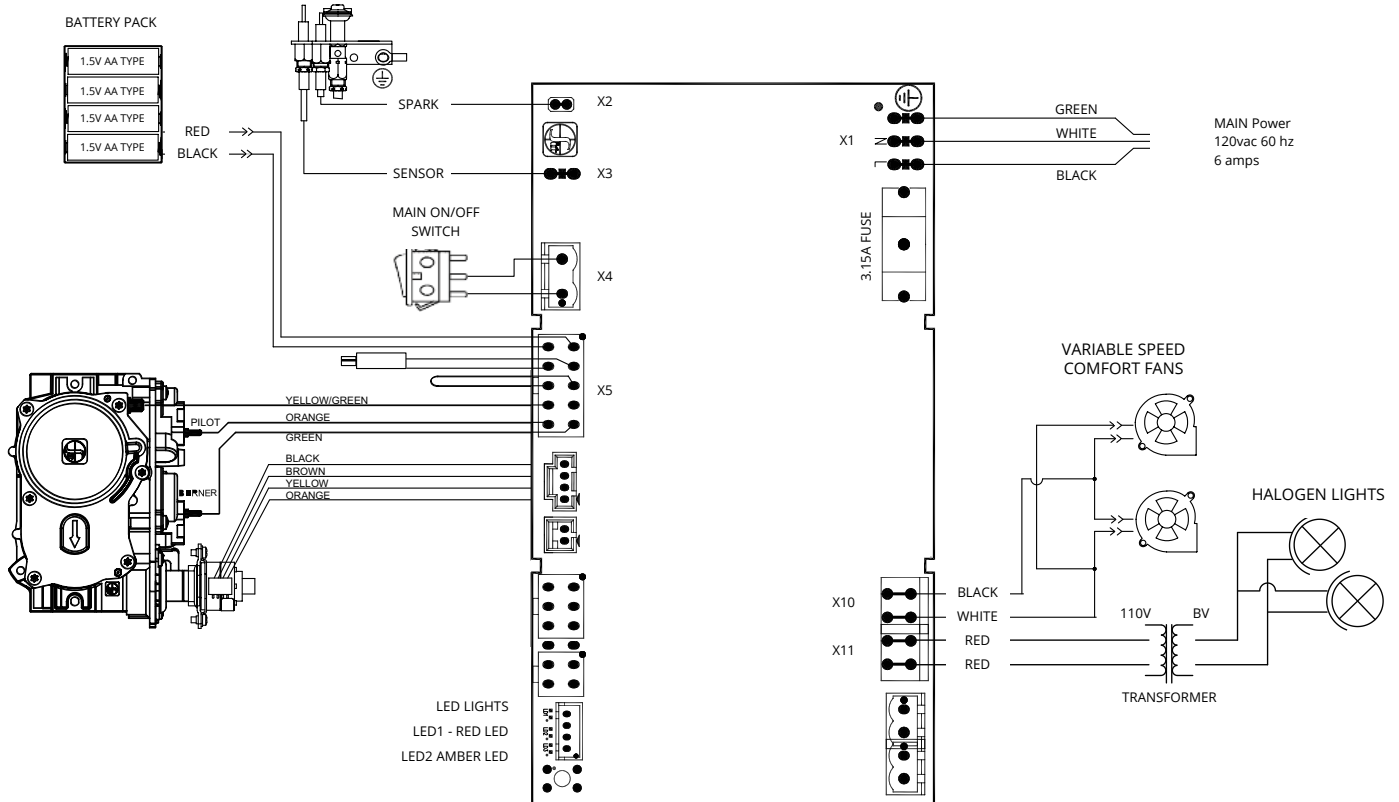 BATTERY PACK
1.5V AA TYPE
1.5V AA TYPE
1.5V AA TYPE
1.5V AA TYPE
RED
BLACK
SPARK
X2
SENSOR
X3
MAIN ON/OFF
SWITCH
X4
X5
YELLOW/GREEN
PILOT
ORANGE
GREEN
BLACK
BROWN
YELLOW
ORANGE
LED LIGHTS
LED1 - RED LED
LED2 AMBER LED
X1
N
L
GREEN
WHITE
BLACK
MAIN Power
120vac 60 hz
6 amps
3.15A FUSE
VARIABLE SPEED
COMFORT FANS
HALOGEN LIGHTS
X10
BLACK
WHITE
X11
RED
RED
110V
BV
TRANSFORMER